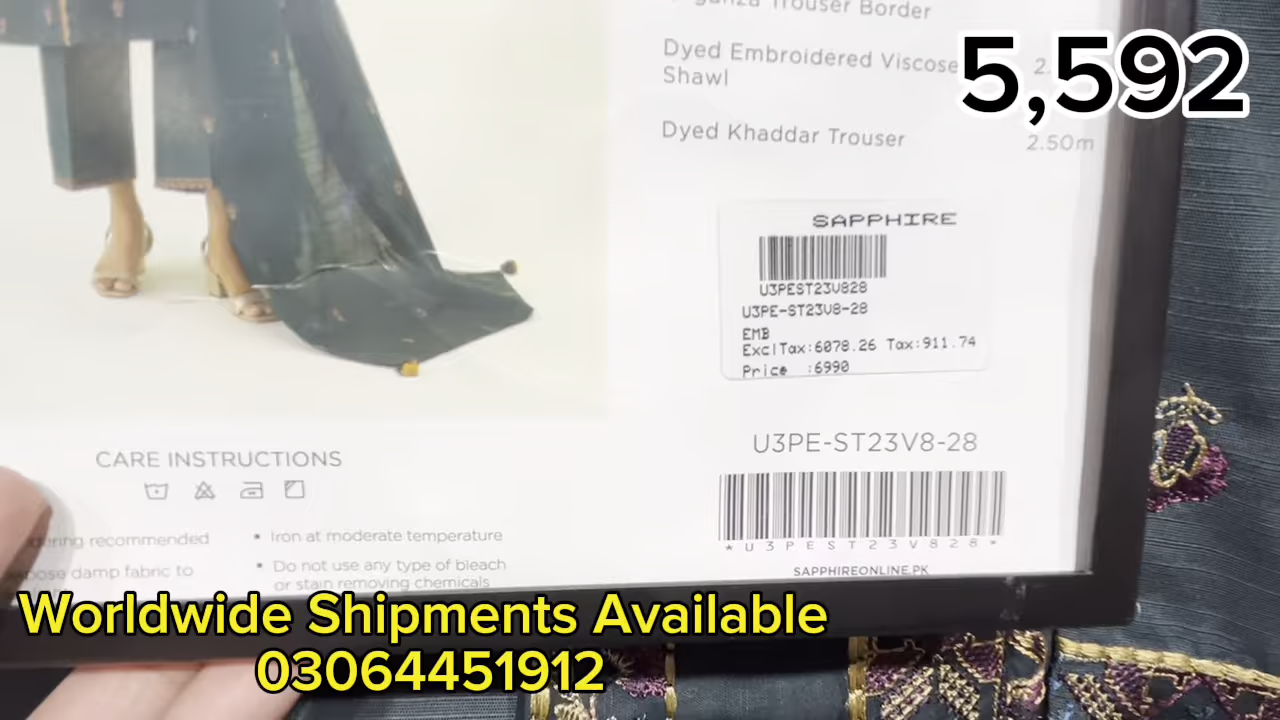 Trouser Border
5,592
Dyed Embroidered Viscose
Shawl
Dyed Khaddar Trouser
2.50m
SAPPHIRE
U3PEST23V828
U3PE-ST23V8-28
EMB
ExclTax:6078.26 Tax:911.74
Price :6990
U3PE-ST23V8-28
*U3PEST23V828*
SAPPHIREONLINE.PK
CARE INSTRUCTIONS
recommended
damp fabric to
• Iron at moderate temperature
• Do not use any type of bleach
or stain removing chemicals
Worldwide Shipments Available
03064451912